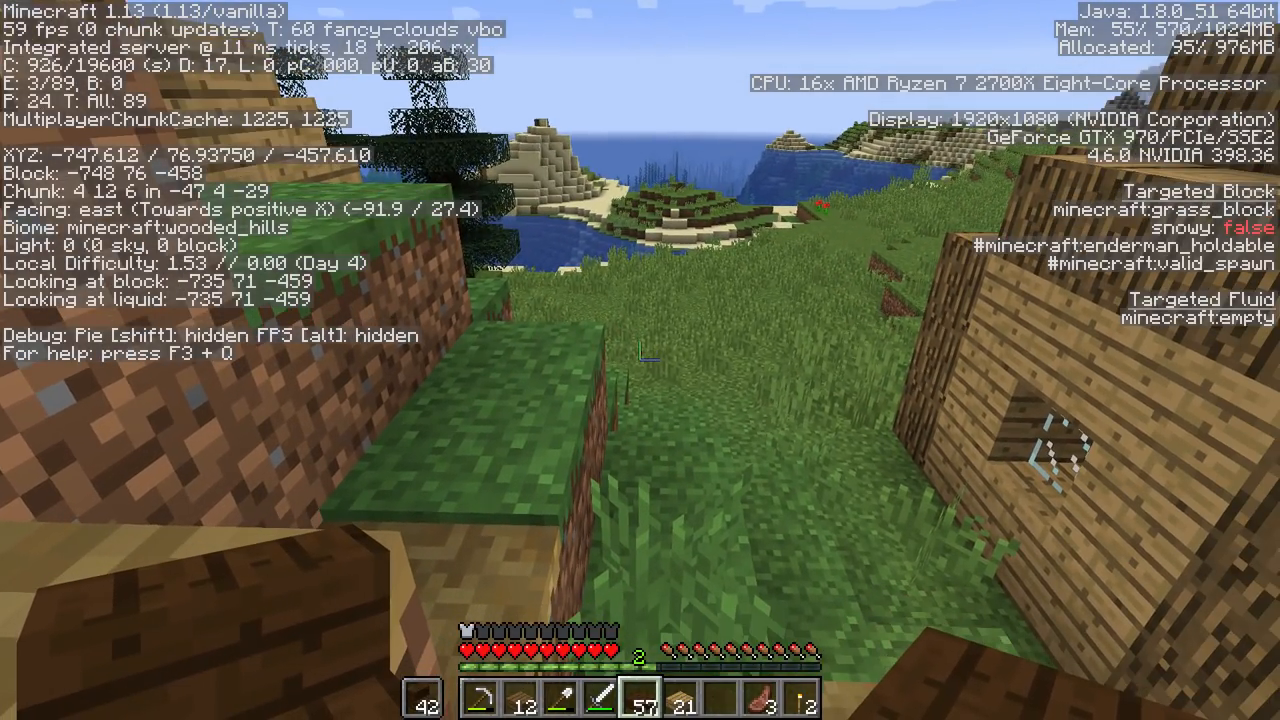 Minecraft 1.13 (1.13/vanilla)
59 fps (0 chunk updates) T: 60 fancy-clouds vbo
Integrated server @ 11 ms ticks, 18 tx, 206 rx
C: 926/19600 (s) D: 17, L: 0, pC: 000, pU: 0, aB: 30
E: 3/89, B: 0
P: 24. T: All: 89
MultiplayerChunkCache: 1225, 1225
XYZ: -747.612 / 76.93750 / -457.610
Block: -748 76 -458
Chunk: 4 12 6 in -47 4 -29
Facing: east (Towards positive X) (-91.9 / 27.4)
Biome: minecraft:wooded_hills
Light: 0 (0 sky, 0 block)
Local Difficulty: 1.53 // 0.00 (Day 4)
Looking at block: -735 71 -459
Looking at liquid: -735 71 -459
Debug: Pie [shift]: hidden FPS [alt]: hidden
For help: press F3 + Q
Java: 1.8.0_51 64bit
Mem: 55% 570/1024MB
Allocated: 95% 976MB
CPU: 16x AMD Ryzen 7 2700X Eight-Core Processor
Display: 1920x1080 (NVIDIA Corporation)
GeForce GTX 970/PCIe/SSE2
4.6.0 NVIDIA 398.36
Targeted Block
minecraft:grass_block
snowy: false
#minecraft:enderman_holdable
#minecraft:valid_spawn
Targeted Fluid
minecraft:empty
2
42 12 57 21 3 2